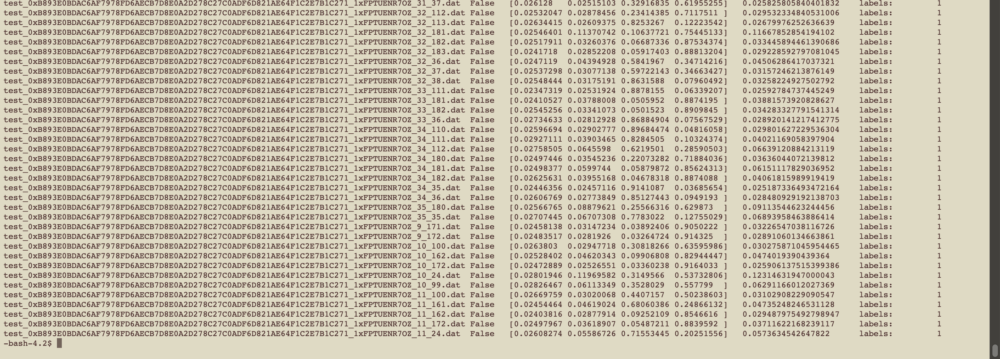 test_0xB893E0BDAC6AF7978FD6AECB7D8E0A2D278C27C0ADF6D821AE64F1C2E7B1C271_1xFPTUENR7OZ_31_37.dat False [0.026128 0.02515103 0.32916835 0.61955255] 0.025825805840401832 labels: 1
test_0xB893E0BDAC6AF7978FD6AECB7D8E0A2D278C27C0ADF6D821AE64F1C2E7B1C271_1xFPTUENR7OZ_32_112.dat False [0.02532047 0.02878456 0.23414385 0.7117511 ] 0.029532334840531006 labels: 1
test_0xB893E0BDAC6AF7978FD6AECB7D8E0A2D278C27C0ADF6D821AE64F1C2E7B1C271_1xFPTUENR7OZ_32_113.dat False [0.02634415 0.02609375 0.8253267 0.12223542] 0.02679976252636639 labels: 1
test_0xB893E0BDAC6AF7978FD6AECB7D8E0A2D278C27C0ADF6D821AE64F1C2E7B1C271_1xFPTUENR7OZ_32_181.dat False [0.02546401 0.11370742 0.10637721 0.75445133] 0.11667852854194102 labels: 1
test_0xB893E0BDAC6AF7978FD6AECB7D8E0A2D278C27C0ADF6D821AE64F1C2E7B1C271_1xFPTUENR7OZ_32_182.dat False [0.02517911 0.03260376 0.06687336 0.87534374] 0.033445894461390686 labels: 1
test_0xB893E0BDAC6AF7978FD6AECB7D8E0A2D278C27C0ADF6D821AE64F1C2E7B1C271_1xFPTUENR7OZ_32_183.dat False [0.0241718 0.02852208 0.05917403 0.88813204] 0.029228592797081045 labels: 1
test_0xB893E0BDAC6AF7978FD6AECB7D8E0A2D278C27C0ADF6D821AE64F1C2E7B1C271_1xFPTUENR7OZ_32_36.dat False [0.0247119 0.04394928 0.5841967 0.34714216] 0.04506286417037321 labels: 1
test_0xB893E0BDAC6AF7978FD6AECB7D8E0A2D278C27C0ADF6D821AE64F1C2E7B1C271_1xFPTUENR7OZ_32_37.dat False [0.02537298 0.03077138 0.59722143 0.34663427] 0.03157246213876149 labels: 1
test_0xB893E0BDAC6AF7978FD6AECB7D8E0A2D278C27C0ADF6D821AE64F1C2E7B1C271_1xFPTUENR7OZ_32_38.dat False [0.02548444 0.03175191 0.8631588 0.07960492] 0.03258224927502792 labels: 1
test_0xB893E0BDAC6AF7978FD6AECB7D8E0A2D278C27C0ADF6D821AE64F1C2E7B1C271_1xFPTUENR7OZ_33_111.dat False [0.02347319 0.02531924 0.8878155 0.06339207] 0.02592784737445249 labels: 1
test_0xB893E0BDAC6AF7978FD6AECB7D8E0A2D278C27C0ADF6D821AE64F1C2E7B1C271_1xFPTUENR7OZ_33_181.dat False [0.02410527 0.03788008 0.0505952 0.8874195 ] 0.03881573920828627 labels: 1
test_0xB893E0BDAC6AF7978FD6AECB7D8E0A2D278C27C0ADF6D821AE64F1C2E7B1C271_1xFPTUENR7OZ_33_182.dat False [0.02545256 0.03341073 0.0501523 0.8909845 ] 0.034283327791541314 labels: 1
test_0xB893E0BDAC6AF7978FD6AECB7D8E0A2D278C27C0ADF6D821AE64F1C2E7B1C271_1xFPTUENR7OZ_33_36.dat False [0.02734633 0.02812928 0.86884904 0.07567529] 0.028920141217412775 labels: 1
test_0xB893E0BDAC6AF7978FD6AECB7D8E0A2D278C27C0ADF6D821AE64F1C2E7B1C271_1xFPTUENR7OZ_34_110.dat False [0.02596694 0.02902777 0.89684474 0.04816058] 0.029801627229536304 labels: 1
test_0xB893E0BDAC6AF7978FD6AECB7D8E0A2D278C27C0ADF6D821AE64F1C2E7B1C271_1xFPTUENR7OZ_34_111.dat False [0.02927111 0.03903465 0.8284505 0.10324374] 0.04021169058397904 labels: 1
test_0xB893E0BDAC6AF7978FD6AECB7D8E0A2D278C27C0ADF6D821AE64F1C2E7B1C271_1xFPTUENR7OZ_34_112.dat False [0.02758505 0.0645598 0.6219501 0.28590503] 0.06639120884213119 labels: 1
test_0xB893E0BDAC6AF7978FD6AECB7D8E0A2D278C27C0ADF6D821AE64F1C2E7B1C271_1xFPTUENR7OZ_34_180.dat False [0.02497446 0.03545236 0.22073282 0.71884036] 0.03636044072139812 labels: 1
test_0xB893E0BDAC6AF7978FD6AECB7D8E0A2D278C27C0ADF6D821AE64F1C2E7B1C271_1xFPTUENR7OZ_34_181.dat False [0.02498377 0.0599744 0.05879872 0.85624313] 0.06151117829036952 labels: 1
test_0xB893E0BDAC6AF7978FD6AECB7D8E0A2D278C27C0ADF6D821AE64F1C2E7B1C271_1xFPTUENR7OZ_34_182.dat False [0.02625631 0.03955168 0.04678318 0.8874088 ] 0.04061815989919419 labels: 1
test_0xB893E0BDAC6AF7978FD6AECB7D8E0A2D278C27C0ADF6D821AE64F1C2E7B1C271_1xFPTUENR7OZ_34_35.dat False [0.02446356 0.02457116 0.9141087 0.03685654] 0.025187336493472164 labels: 1
test_0xB893E0BDAC6AF7978FD6AECB7D8E0A2D278C27C0ADF6D821AE64F1C2E7B1C271_1xFPTUENR7OZ_34_36.dat False [0.02606769 0.02773849 0.85127443 0.0949193 ] 0.028480929192138703 labels: 1
test_0xB893E0BDAC6AF7978FD6AECB7D8E0A2D278C27C0ADF6D821AE64F1C2E7B1C271_1xFPTUENR7OZ_35_180.dat False [0.02566765 0.08879621 0.25566316 0.629873 ] 0.09113544623244456 labels: 1
test_0xB893E0BDAC6AF7978FD6AECB7D8E0A2D278C27C0ADF6D821AE64F1C2E7B1C271_1xFPTUENR7OZ_35_35.dat False [0.02707445 0.06707308 0.7783022 0.12755029] 0.06893958463886414 labels: 1
test_0xB893E0BDAC6AF7978FD6AECB7D8E0A2D278C27C0ADF6D821AE64F1C2E7B1C271_1xFPTUENR7OZ_9_171.dat False [0.02458138 0.03147234 0.03892406 0.9050222 ] 0.03226547038116726 labels: 1
test_0xB893E0BDAC6AF7978FD6AECB7D8E0A2D278C27C0ADF6D821AE64F1C2E7B1C271_1xFPTUENR7OZ_9_172.dat False [0.02483517 0.0281926 0.03264724 0.914325 ] 0.02891060134663861 labels: 1
test_0xB893E0BDAC6AF7978FD6AECB7D8E0A2D278C27C0ADF6D821AE64F1C2E7B1C271_1xFPTUENR7OZ_10_100.dat False [0.0263803 0.02947718 0.30818266 0.63595986] 0.030275871045954465 labels: 1
test_0xB893E0BDAC6AF7978FD6AECB7D8E0A2D278C27C0ADF6D821AE64F1C2E7B1C271_1xFPTUENR7OZ_10_162.dat False [0.02528402 0.04620343 0.09906808 0.82944447] 0.0474019390439364 labels: 1
test_0xB893E0BDAC6AF7978FD6AECB7D8E0A2D278C27C0ADF6D821AE64F1C2E7B1C271_1xFPTUENR7OZ_10_172.dat False [0.02472889 0.02526551 0.03360238 0.9164033 ] 0.025906137515399386 labels: 1
test_0xB893E0BDAC6AF7978FD6AECB7D8E0A2D278C27C0ADF6D821AE64F1C2E7B1C271_1xFPTUENR7OZ_10_24.dat False [0.02801946 0.11969582 0.3149566 0.53732806] 0.12314631947000043 labels: 1
test_0xB893E0BDAC6AF7978FD6AECB7D8E0A2D278C27C0ADF6D821AE64F1C2E7B1C271_1xFPTUENR7OZ_10_99.dat False [0.02826467 0.06113349 0.3528029 0.557799 ] 0.06291166012027369 labels: 1
test_0xB893E0BDAC6AF7978FD6AECB7D8E0A2D278C27C0ADF6D821AE64F1C2E7B1C271_1xFPTUENR7OZ_11_100.dat False [0.02669759 0.03020068 0.4407157 0.50238603] 0.03102908229090547 labels: 1
test_0xB893E0BDAC6AF7978FD6AECB7D8E0A2D278C27C0ADF6D821AE64F1C2E7B1C271_1xFPTUENR7OZ_11_161.dat False [0.02454464 0.04619024 0.68060386 0.24866132] 0.04735248246531128 labels: 1
test_0xB893E0BDAC6AF7978FD6AECB7D8E0A2D278C27C0ADF6D821AE64F1C2E7B1C271_1xFPTUENR7OZ_11_162.dat False [0.02403816 0.02877914 0.09252109 0.8546616 ] 0.029487975492798947 labels: 1
test_0xB893E0BDAC6AF7978FD6AECB7D8E0A2D278C27C0ADF6D821AE64F1C2E7B1C271_1xFPTUENR7OZ_11_172.dat False [0.02497967 0.03618907 0.05487211 0.8839592 ] 0.03711622168239117 labels: 1
test_0xB893E0BDAC6AF7978FD6AECB7D8E0A2D278C27C0ADF6D821AE64F1C2E7B1C271_1xFPTUENR7OZ_11_24.dat False [0.02608274 0.05586726 0.71553445 0.20251556] 0.0573634542647822 labels: 1
-bash-4.2$